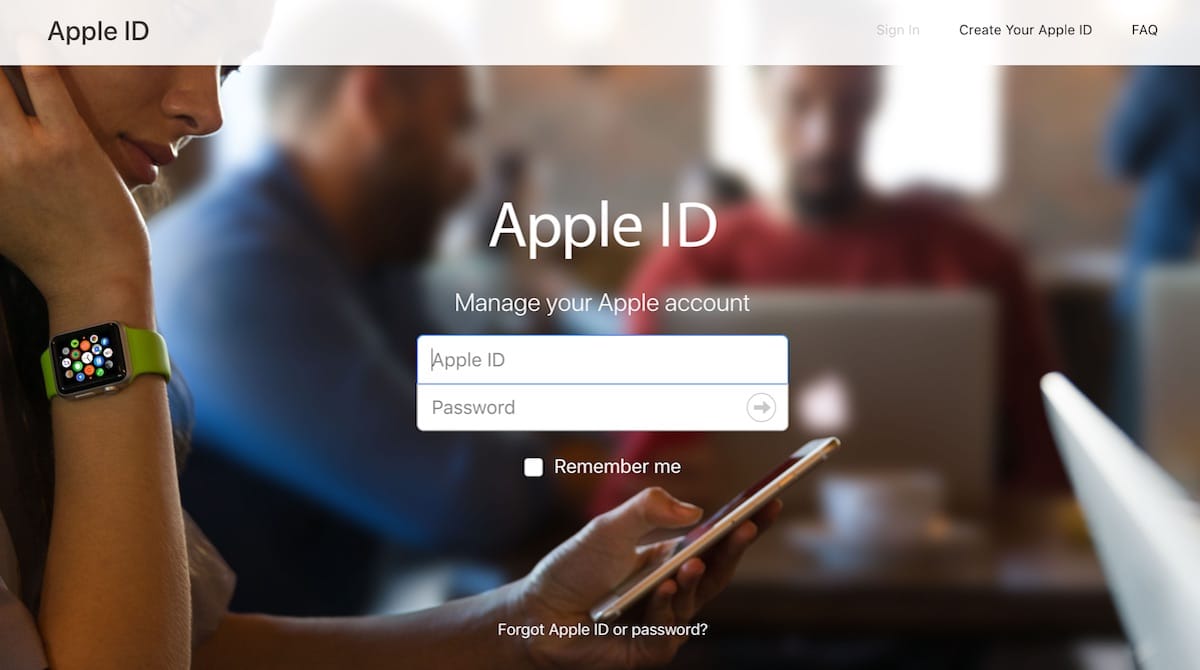 Apple ID
Sign In
Create Your Apple ID
FAQ
Apple ID
Manage your Apple account
Apple ID
Password
Remember me
Forgot Apple ID or password?